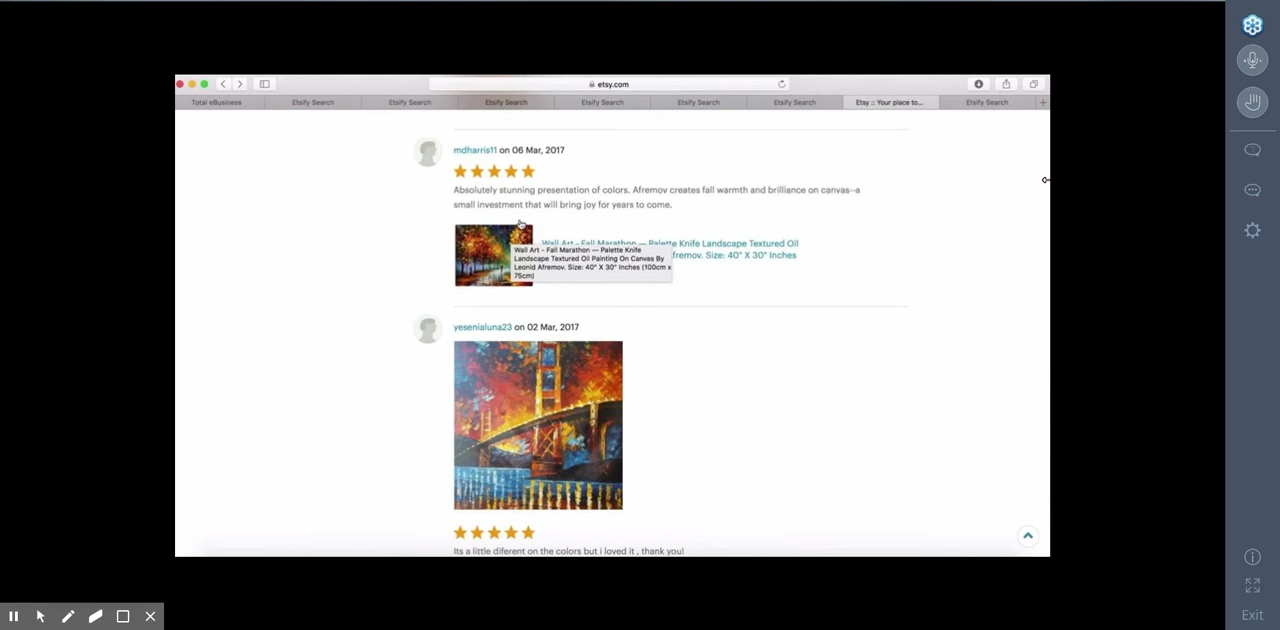 etsy.com
Total eBusiness
Etsify Search
Etsify Search
Etsify Search
Etsify Search
Etsify Search
Etsify Search
Etsy :: Your place to...
Etsify Search
mdharris11 on 06 Mar, 2017
Absolutely stunning presentation of colors. Afremov creates fall warmth and brilliance on canvas--a
small investment that will bring joy for years to come.
Wall Art - Fall Marathon — Palette Knife Landscape Textured Oil
fremov. Size: 40" X 30" Inches
Wall Art - Fall Marathon — Palette Knife
Landscape Textured Oil Painting On Canvas By
Leonid Afremov. Size: 40" X 30" Inches (100cm x
75cm)
yesenialuna23 on 02 Mar, 2017
Its a little diferent on the colors but i loved it , thank you!
Exit